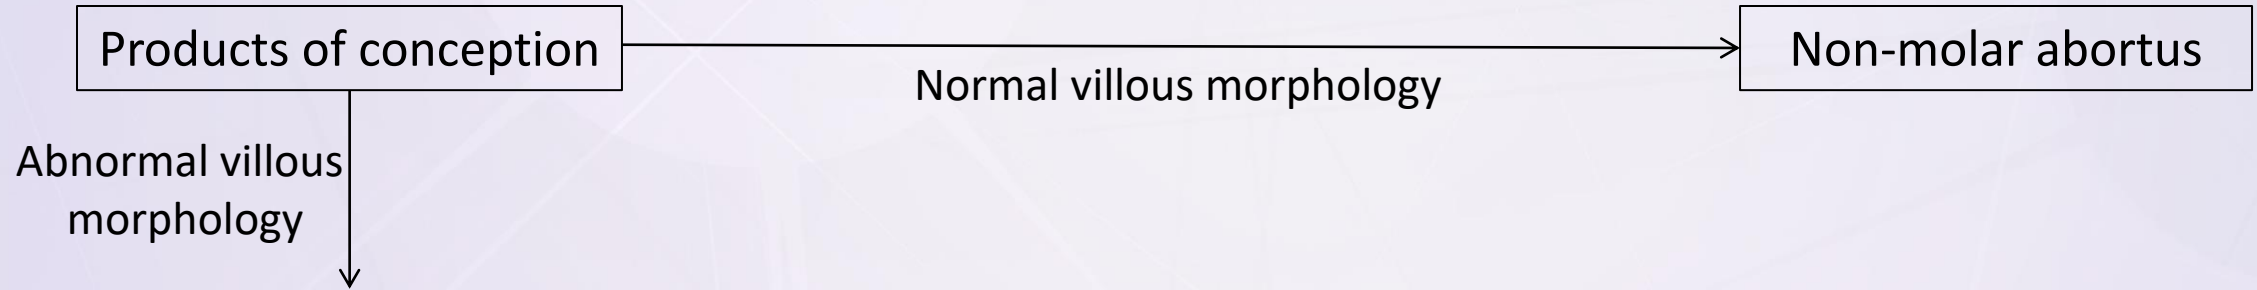 Products of conception
Non-molar abortus
Normal villous morphology
Abnormal villous
morphology